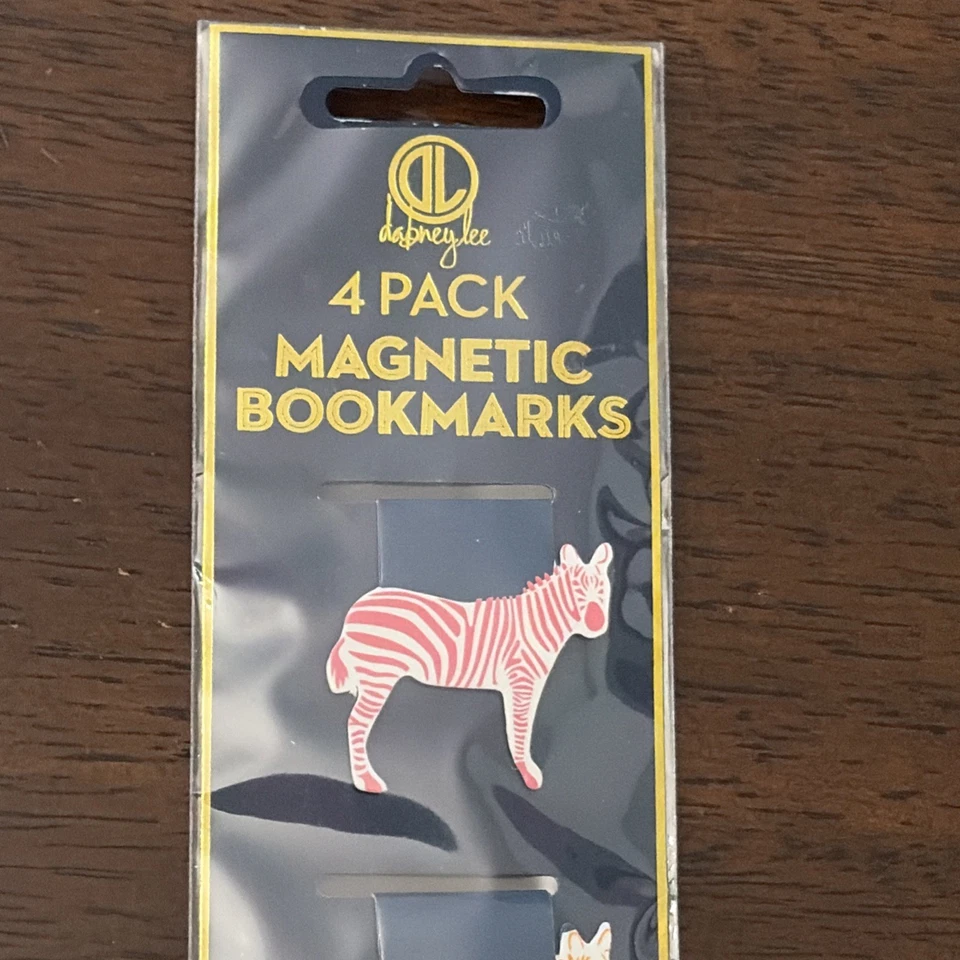 DL
dabney lee
4 PACK
MAGNETIC
BOOKMARKS